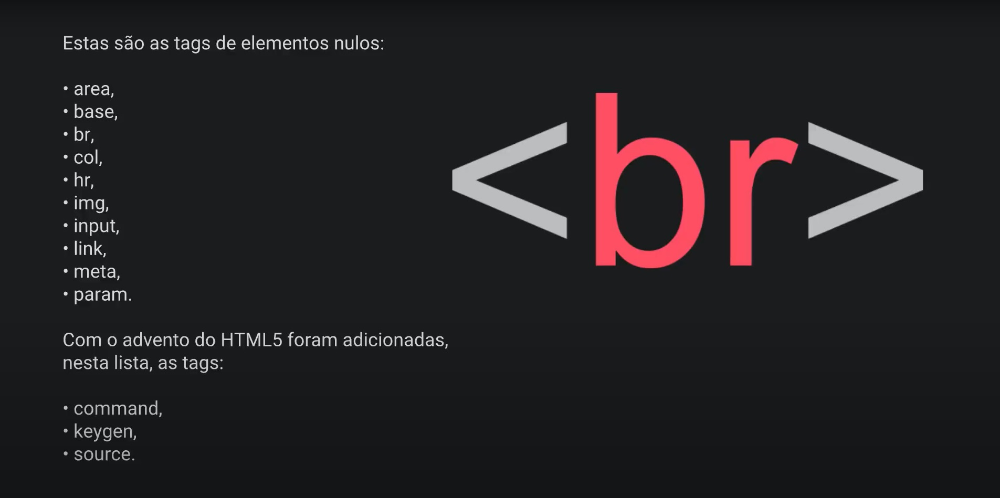 Estas são as tags de elementos nulos:
• area,
• base,
• br,
• col,
• hr,
• img,
• input,
• link,
• meta,
• param.
Com o advento do HTML5 foram adicionadas,
nesta lista, as tags:
• command,
• keygen,
• source.
<br>